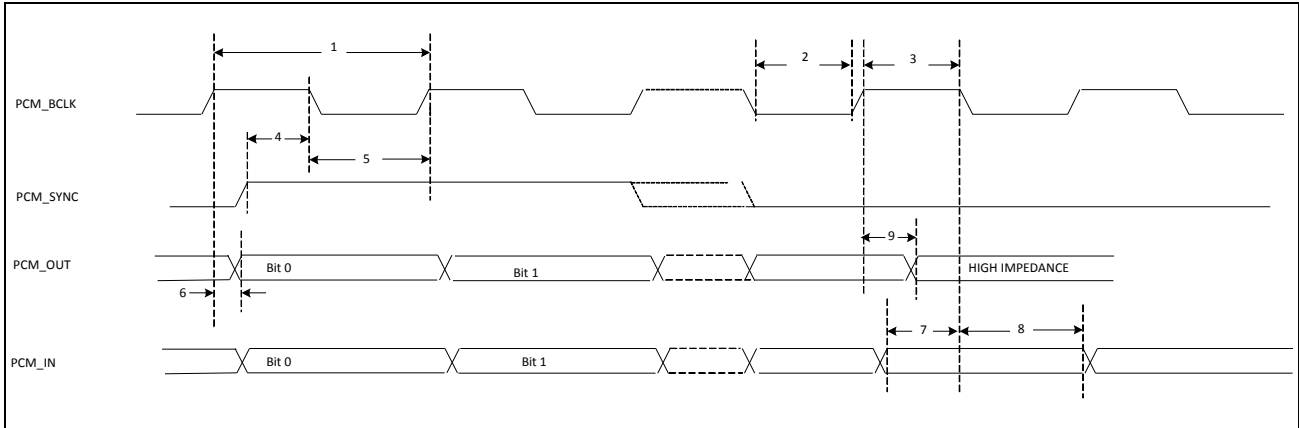 1
2
3
PCM_BCLK
4
5
PCM_SYNC
9
PCM_OUT
Bit 0
Bit 1
HIGH IMPEDANCE
6
7
8
PCM_IN
Bit 0
Bit 1